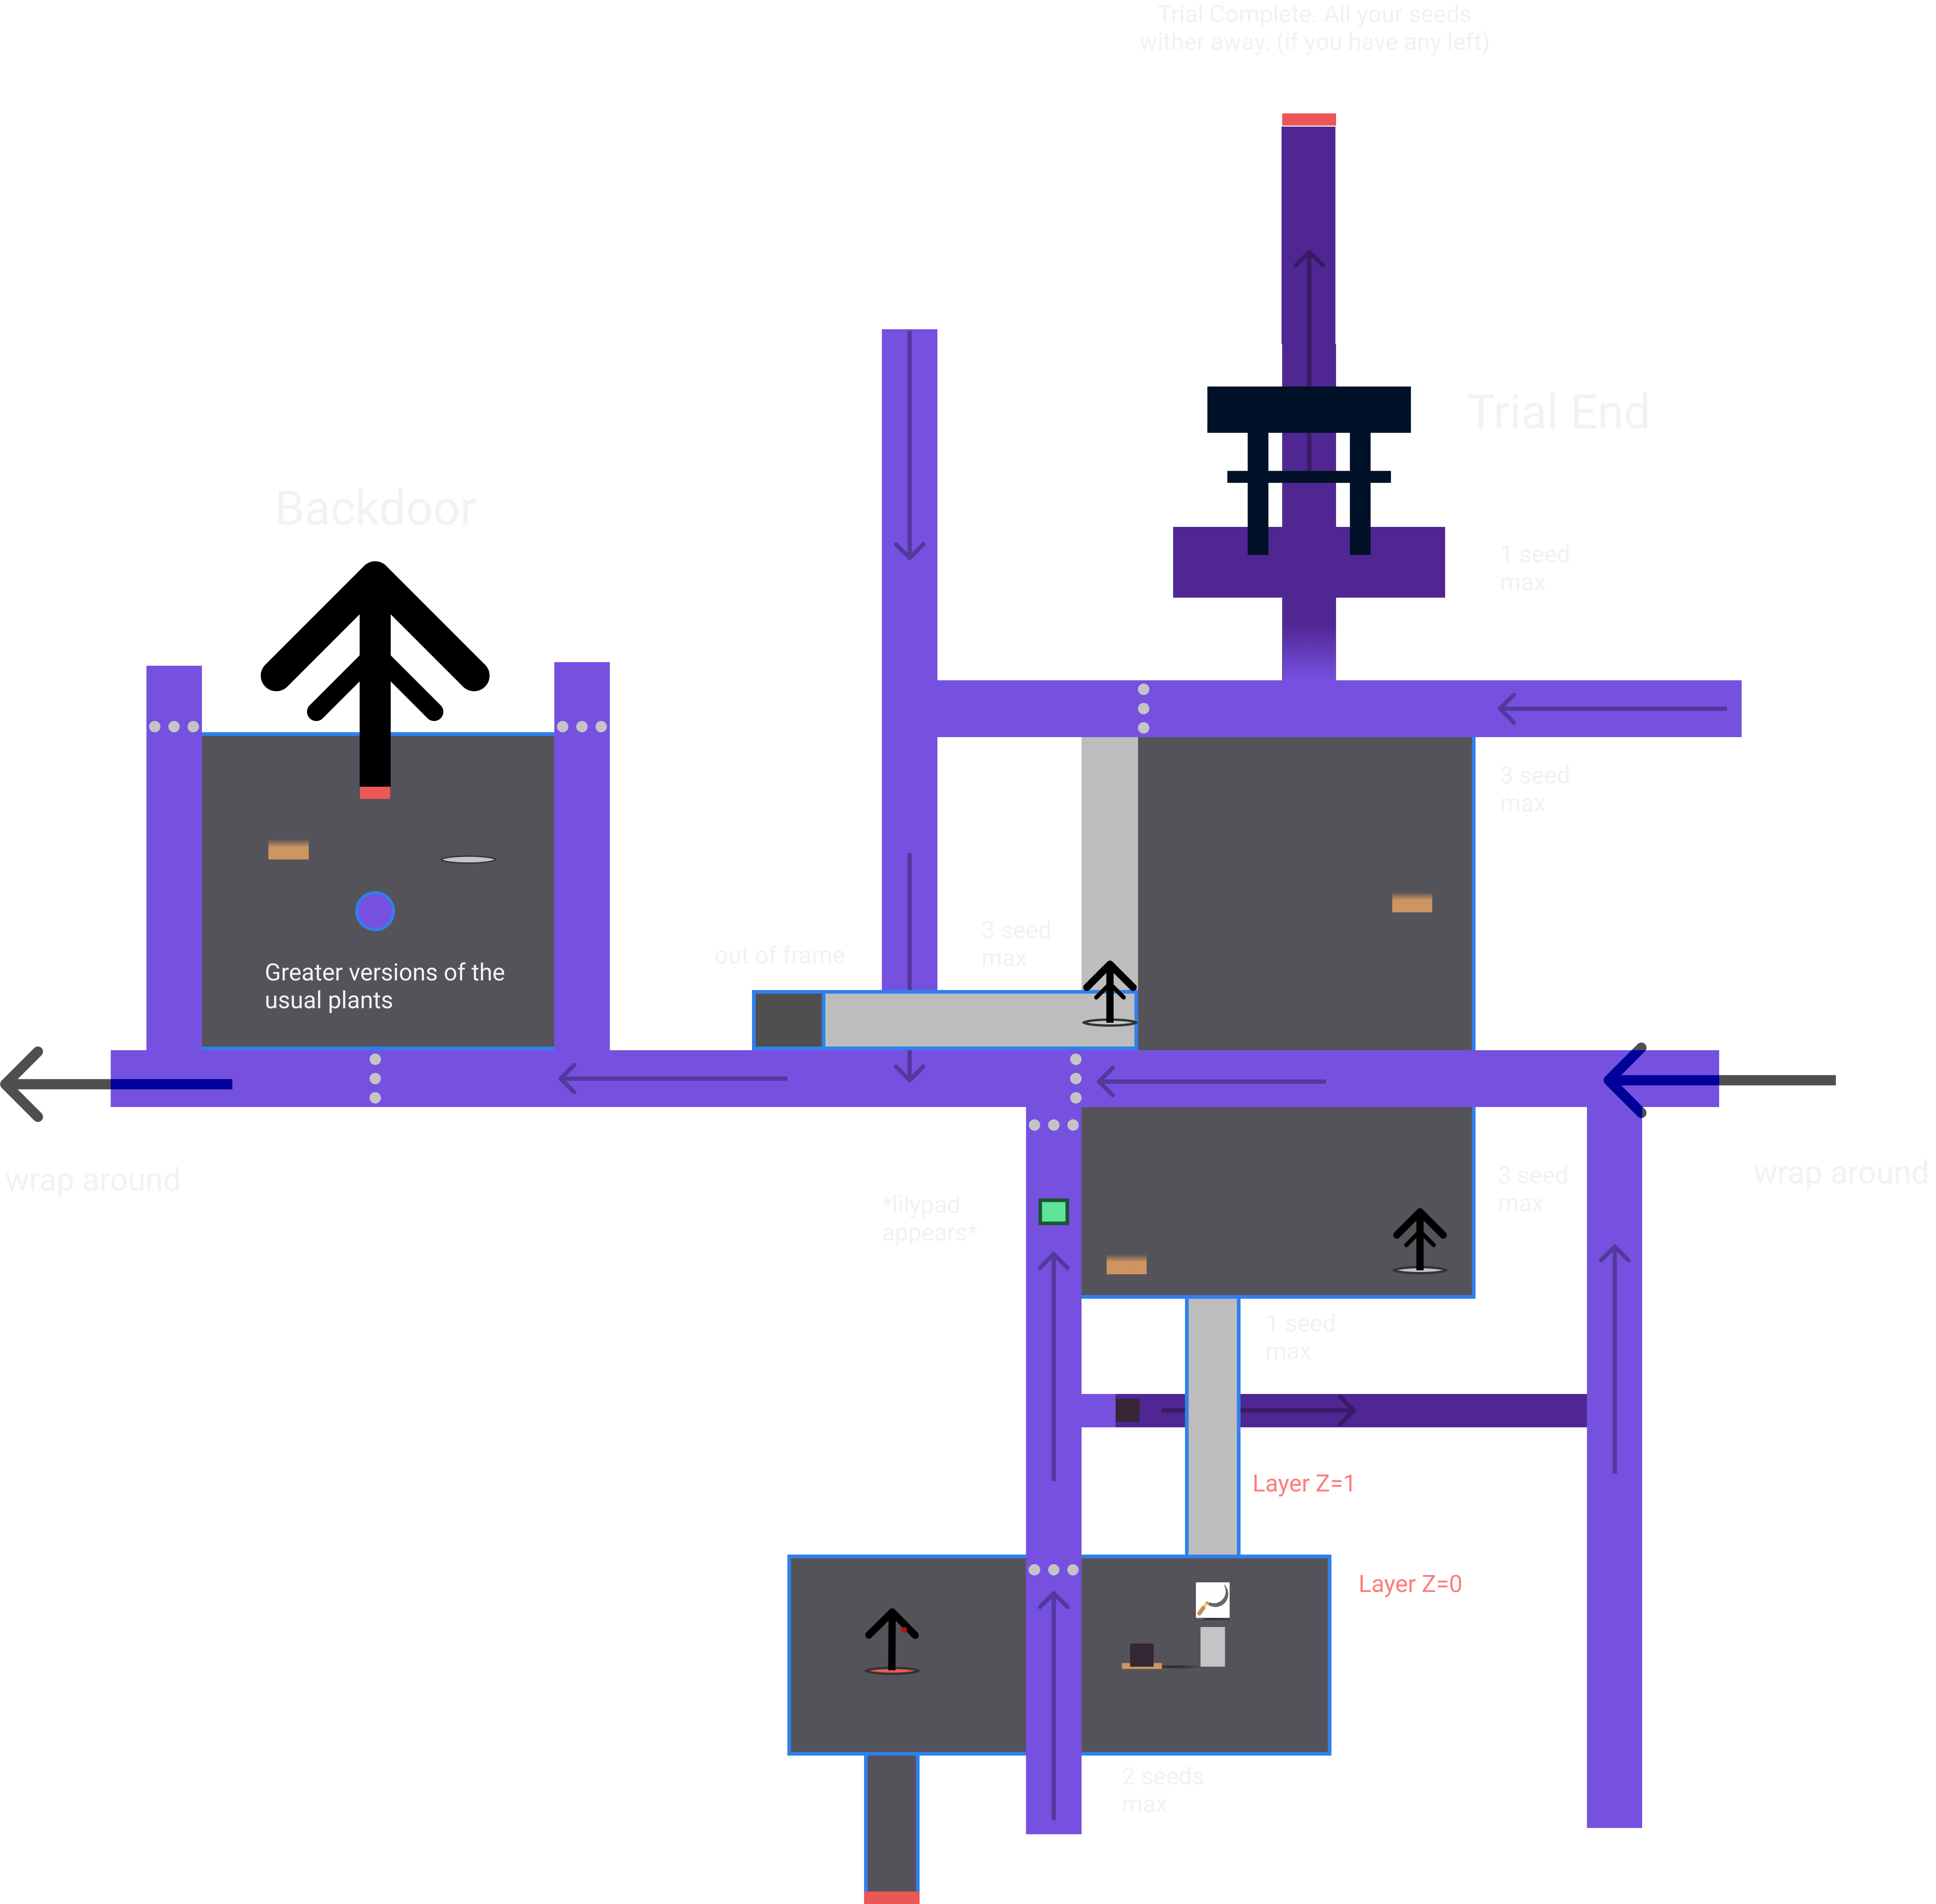 Trial Complete. All your seeds
wither away. (if you have any left)
Trial End
Backdoor
1 seed
max
3 seed
max
3 seed
max
out of frame
Greater versions of the
usual plants
wrap around
wrap around
3 seed
max
*lilypad
appears*
1 seed
max
Layer Z=1
Layer Z=0
2 seeds
max